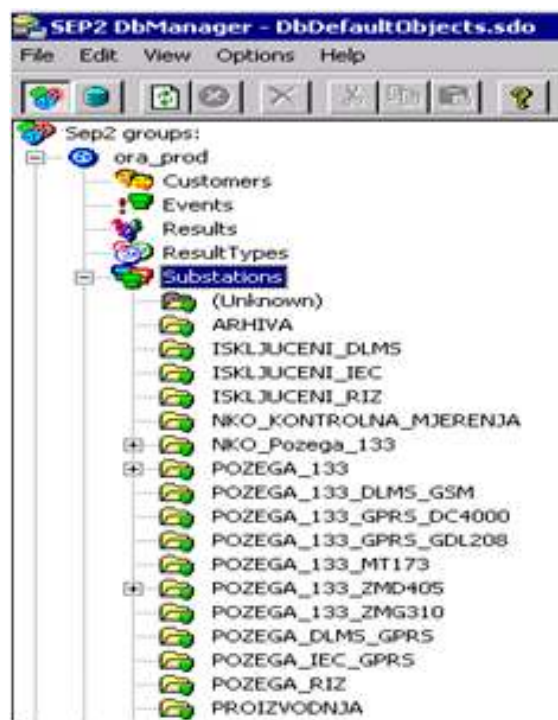 SEP2 DbManager - DbDefaultObjects.sdo
File Edit View Options Help
Sep2 groups:
ora_prod
Customers
Events
Results
ResultTypes
Substations
(Unknown)
ARHIVA
ISKLJUCENI_DLMS
ISKLJUCENI_IEC
ISKLJUCENI_RIZ
NKO_KONTROLNA_MJERENJA
NKO_Pozega_133
POZEGA_133
POZEGA_133_DLMS_GSM
POZEGA_133_GPRS_DC4000
POZEGA_133_GPRS_GDL208
POZEGA_133_MT173
POZEGA_133_ZMD405
POZEGA_133_ZMG310
POZEGA_DLMS_GPRS
POZEGA_IEC_GPRS
POZEGA_RIZ
PROIZVODNJA